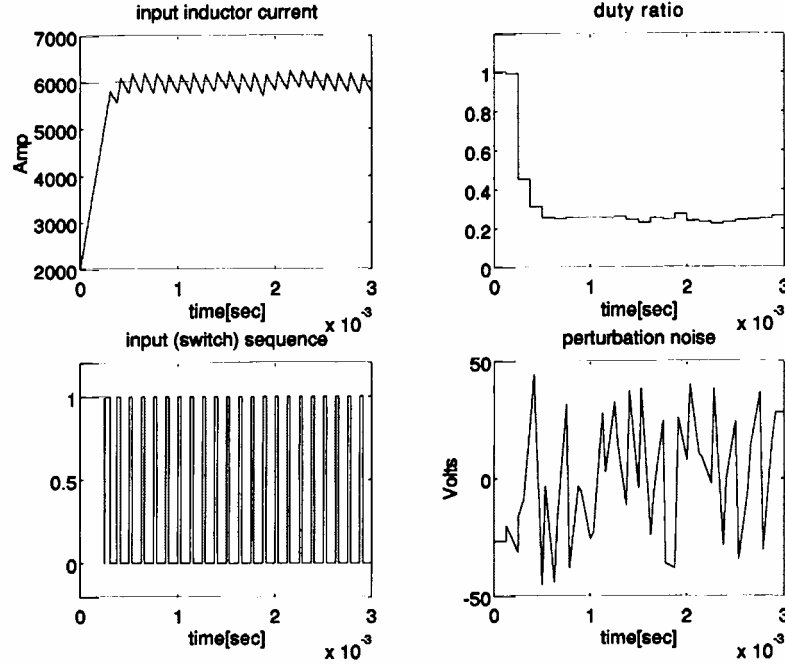 input inductor current
7000
6000
5000
4000
3000
2000
Amp
0
1
2
3
time[sec]
x 10-3
duty ratio
1
0.8
0.6
0.4
0.2
0
0
1
2
3
time[sec]
x 10-3
input (switch) sequence
1
0.5
0
0
1
2
3
time[sec]
x 10-3
perturbation noise
50
0
-50
Volts
0
1
2
3
time[sec]
x 10-3